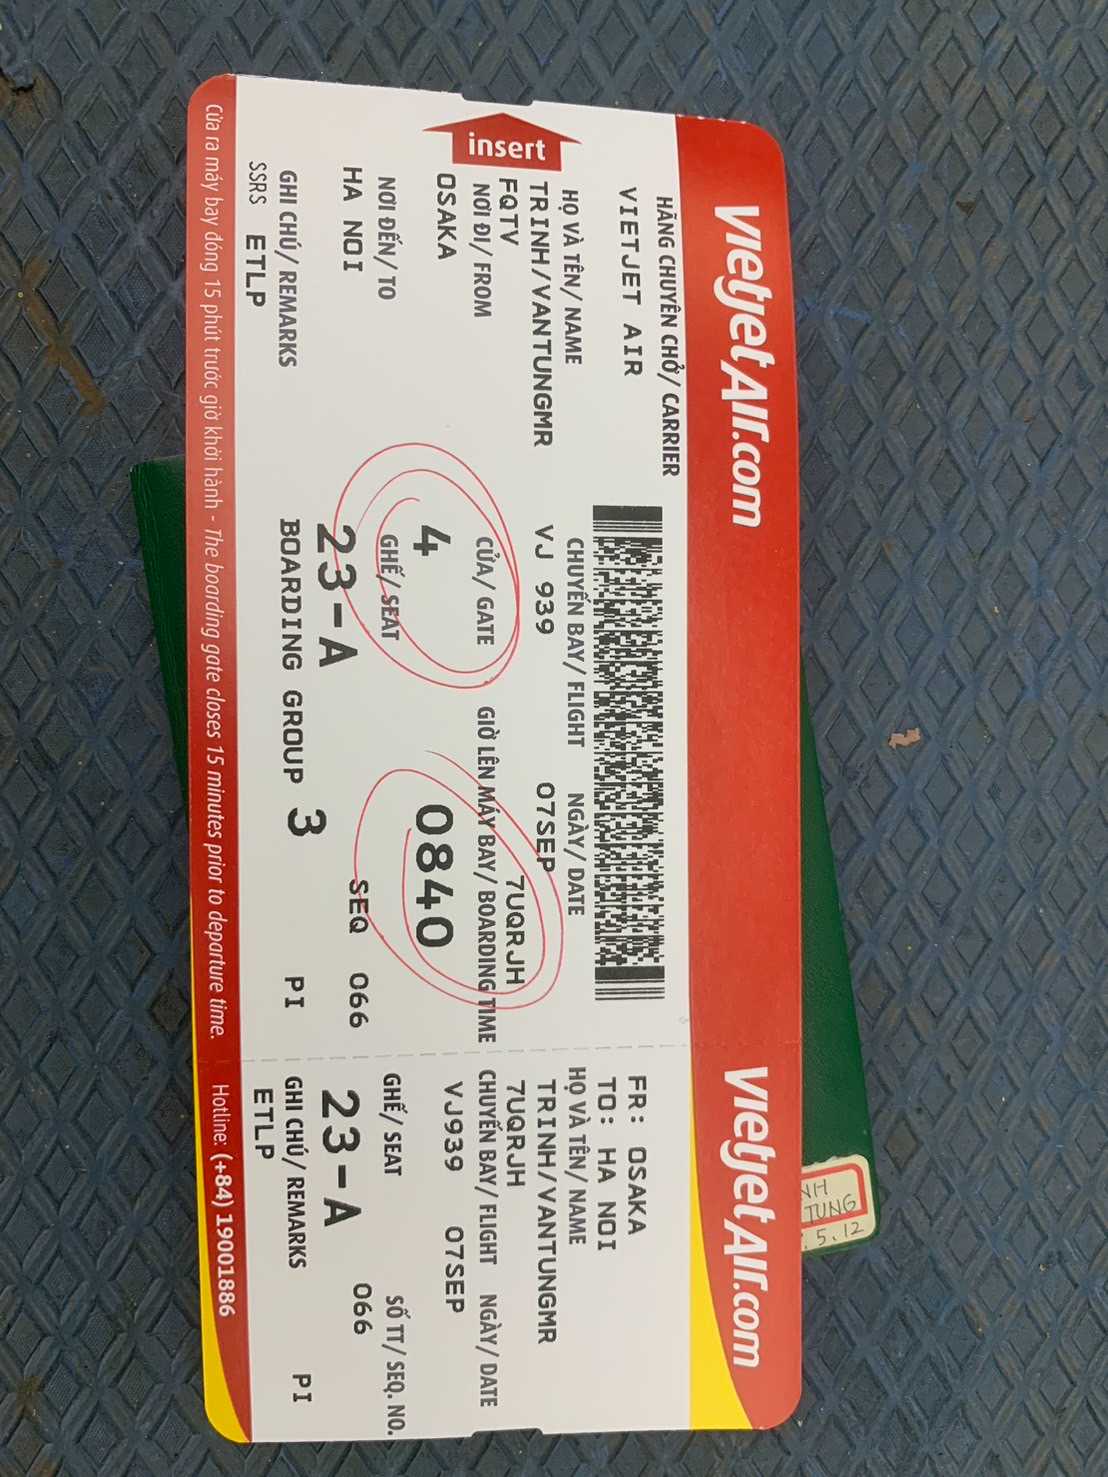 vietjetAir.com
HÃNG CHUYÊN CHỞ/ CARRIER
VIETJET AIR
insert
HỌ VÀ TÊN/ NAME
TRINH/VANTUNGMR
FQTV
NƠI ĐI/ FROM
OSAKA
NƠI ĐẾN/ TO
HA NOI
GHI CHÚ/ REMARKS
SSRS ETLP
CHUYẾN BAY/ FLIGHT NGÀY/ DATE
VJ 939 07SEP
7UQRJH
CỬA/ GATE GIỜ LÊN MÁY BAY/ BOARDING TIME
4 0840
GHẾ/ SEAT
23-A SEQ 066
BOARDING GROUP 3 PI
Cửa ra máy bay đóng 15 phút trước giờ khởi hành - The boarding gate closes 15 minutes prior to departure time.
vietjetAir.com
FR: OSAKA
TO: HA NOI
HỌ VÀ TÊN/ NAME
TRINH/VANTUNGMR
7UQRJH
CHUYẾN BAY/ FLIGHT NGÀY/ DATE
VJ939 07SEP
GHẾ/ SEAT SỐ TT/ SEQ. NO.
23-A 066
GHI CHÚ/ REMARKS PI
ETLP
Hotline: (+84) 19001886
NH
TUNG
. 5. 12